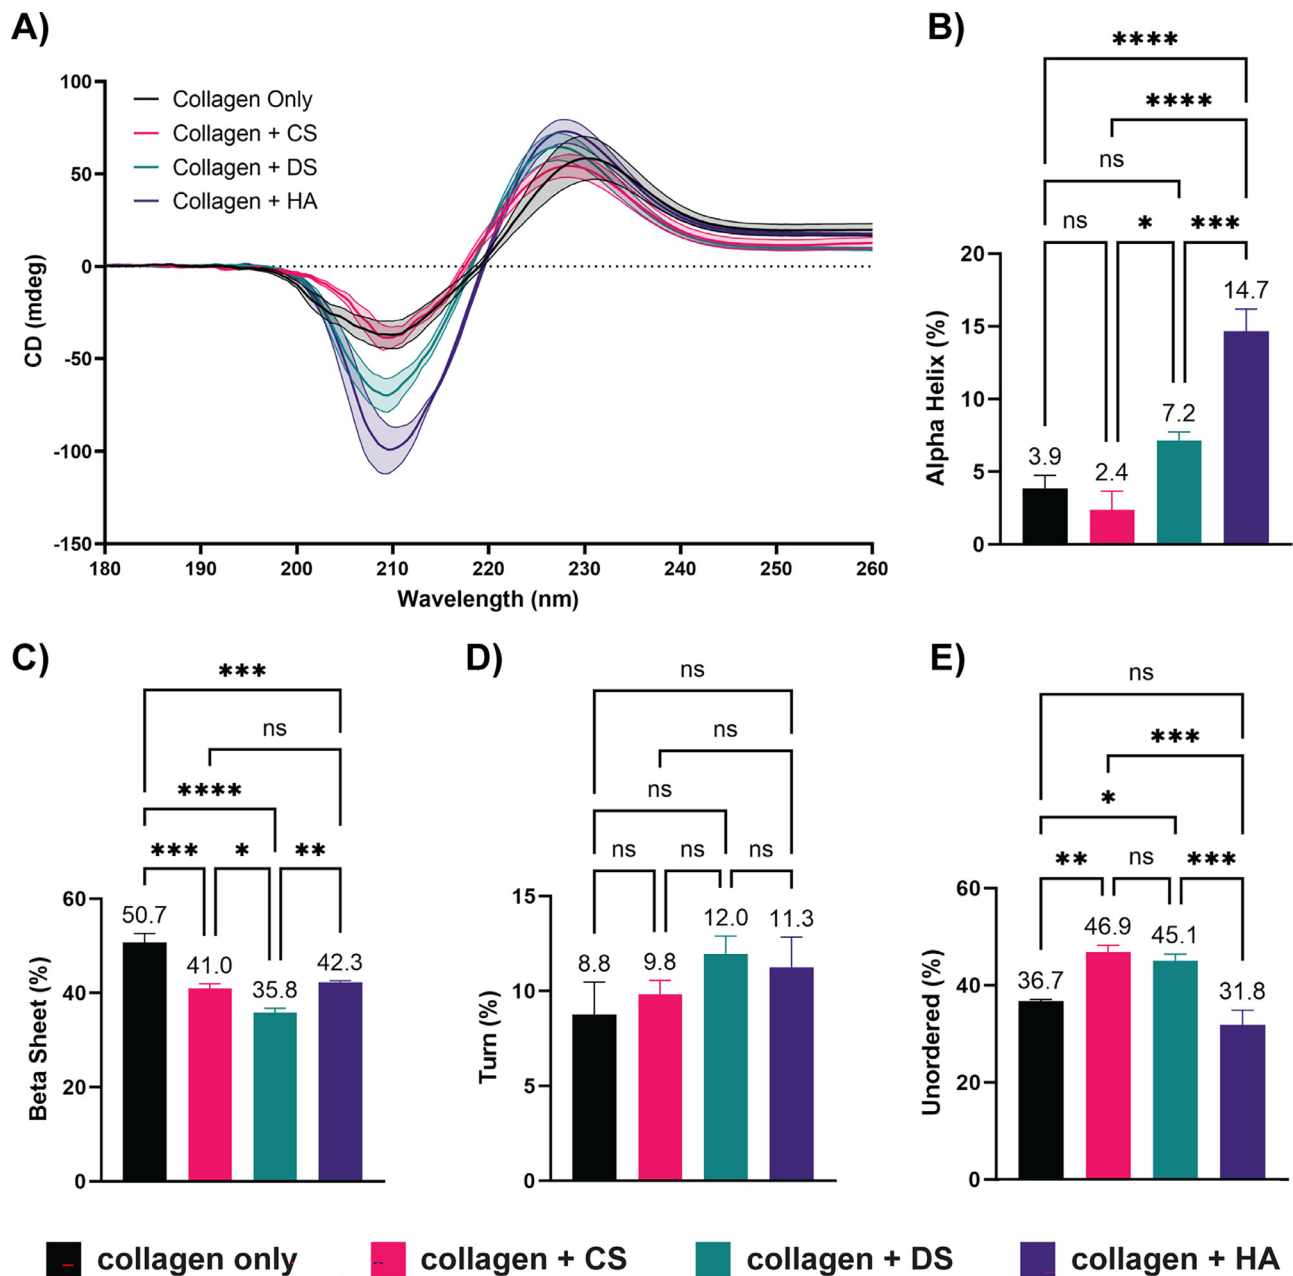 A)
100
50
0
-50
-100
-150
CD (mdeg)
Collagen Only
Collagen + CS
Collagen + DS
Collagen + HA
180 190 200 210 220 230 240 250 260
Wavelength (nm)
B)
****
****
ns
ns * ***
20
15
10
5
0
Alpha Helix (%)
3.9 2.4 7.2 14.7
C)
***
ns
****
*** * **
60
40
20
0
Beta Sheet (%)
50.7 41.0 35.8 42.3
D)
ns
ns
ns
ns ns ns
15
10
5
0
Turn (%)
8.8 9.8 12.0 11.3
E)
ns
***
*
** ns ***
60
40
20
0
Unordered (%)
36.7 46.9 45.1 31.8
collagen only collagen + CS collagen + DS collagen + HA